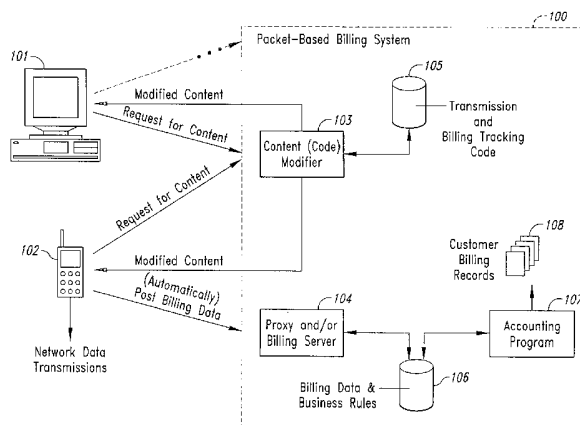 100
Packet-Based Billing System
101
105
Modified Content
Request for Content
103
Content (Code)
Modifier
Transmission
and
Billing Tracking
Code
Request for Content
102
Modified Content
(Automatically)
Post Billing Data
Network Data
Transmissions
104
Proxy and/or
Billing Server
108
Customer
Billing
Records
107
Accounting
Program
106
Billing Data &
Business Rules